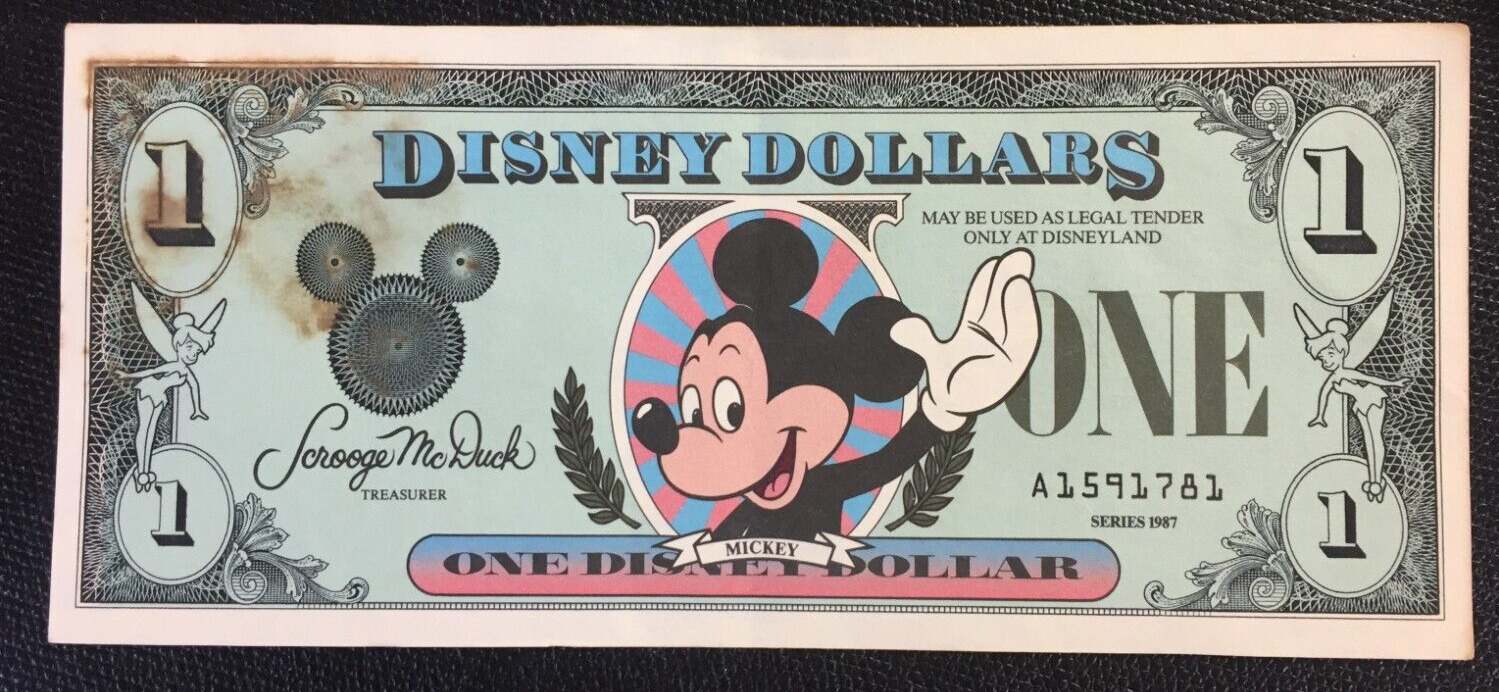 1
DISNEY DOLLARS
1
MAY BE USED AS LEGAL TENDER
ONLY AT DISNEYLAND
ONE
Scrooge McDuck
TREASURER
A1591781
SERIES 1987
1
MICKEY
1
ONE DISNEY DOLLAR